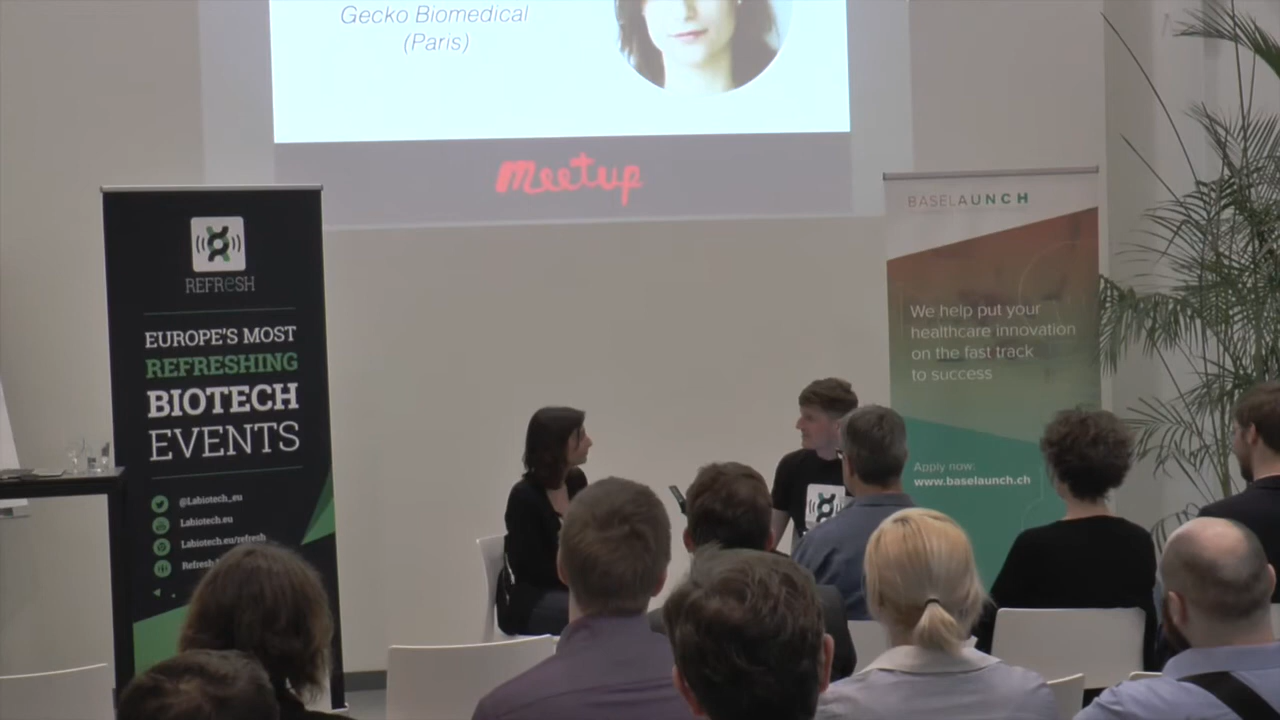 Gecko Biomedical
(Paris)
meetup
REFRESH
EUROPE'S MOST
REFRESHING
BIOTECH
EVENTS
@Labiotech_eu
Labiotech.eu
Labiotech.eu/refresh
Refresh
BASELAUNCH
We help put your
healthcare innovation
on the fast track
to success
Apply now:
www.baselaunch.ch